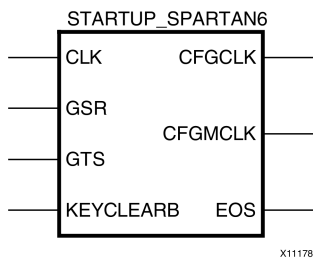 STARTUP_SPARTAN6
CLK CFGCLK
GSR
CFGMCLK
GTS
KEYCLEARB EOS
X11178